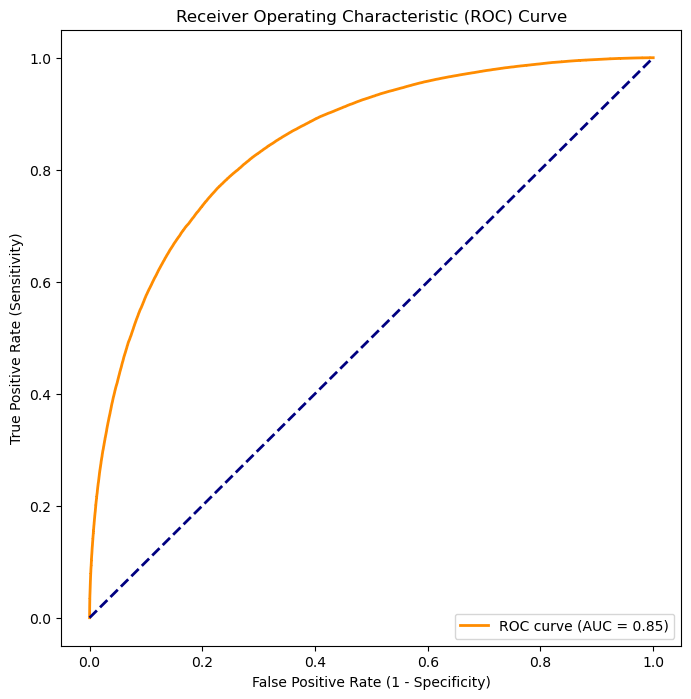 Receiver Operating Characteristic (ROC) Curve
True Positive Rate (Sensitivity)
1.0
0.8
0.6
0.4
0.2
0.0
ROC curve (AUC = 0.85)
0.0 0.2 0.4 0.6 0.8 1.0
False Positive Rate (1 - Specificity)